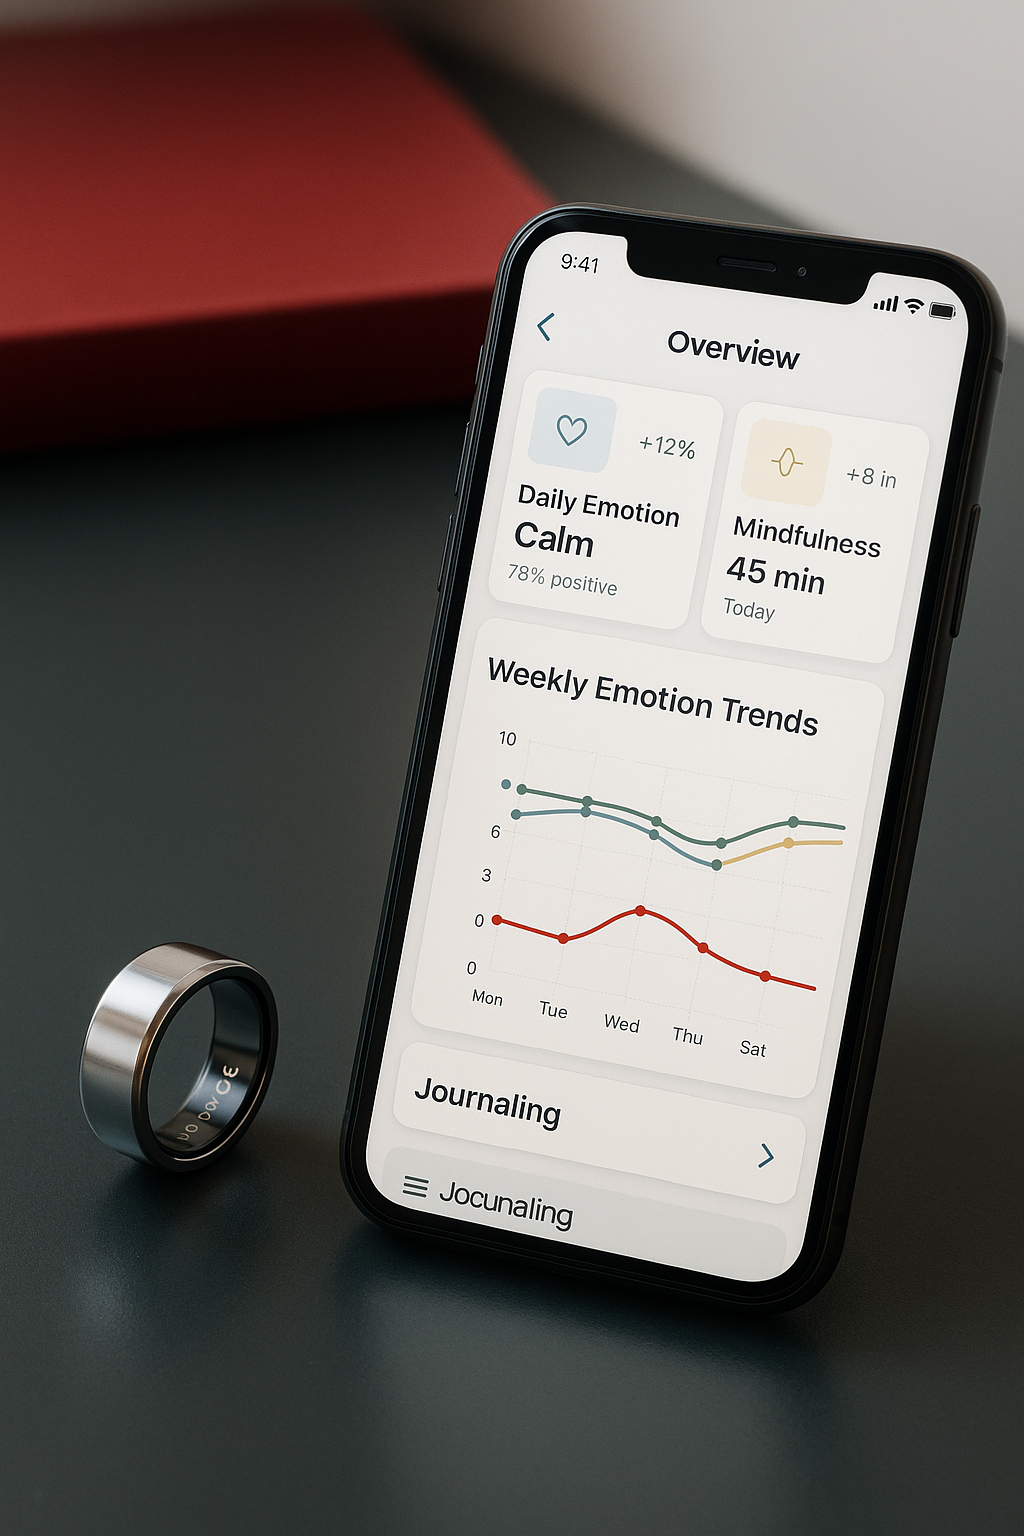 9:41
Overview
+12%
Daily Emotion
Calm
78% positive
+8 in
Mindfulness
45 min
Today
Weekly Emotion Trends
10
6
3
0
0
Mon Tue Wed Thu Sat
Journaling
Jocunaling